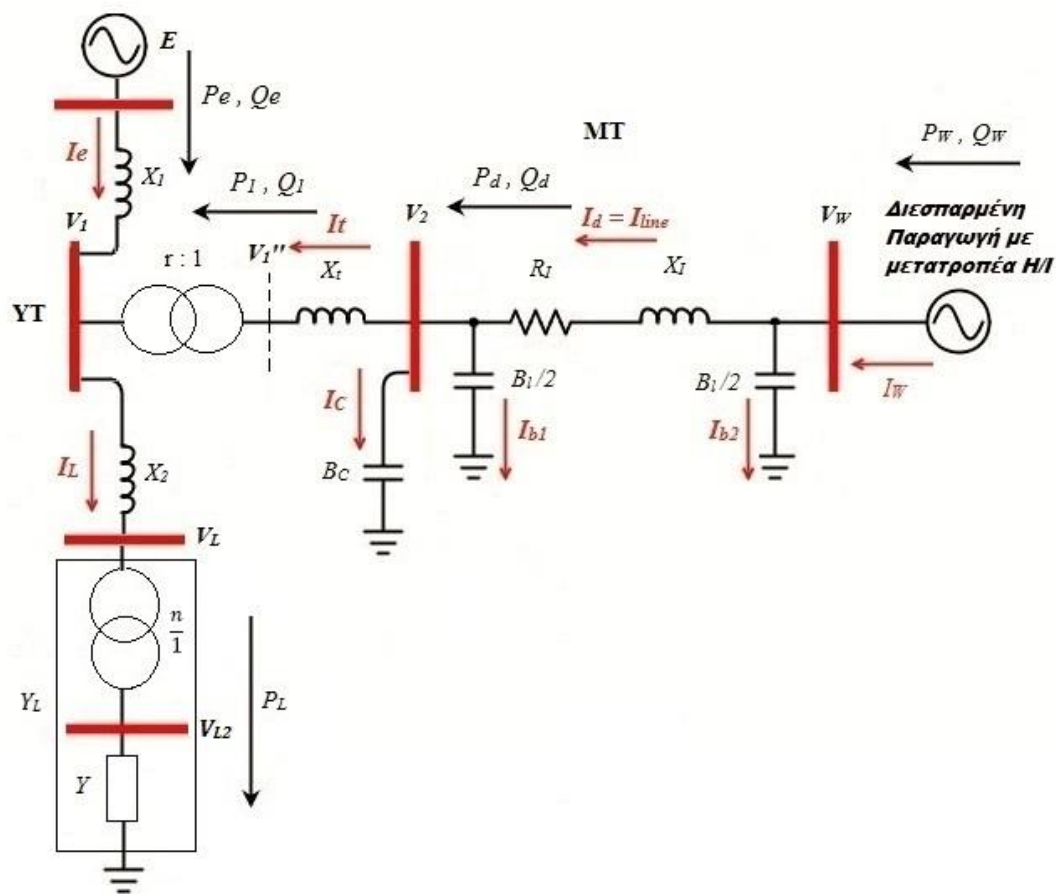 E
Pe , Qe
MT
PW , QW
Ie
X1
P1 , Q1
Pd , Qd
V1
It
V2
Id = Iline
VW
Διεσπαρμένη
Παραγωγή με
μετατροπέα Η/Ι
r : 1
V1''
Xt
RI
XI
YT
IC
Bl /2
Bl /2
IW
IL
X2
BC
Ib1
Ib2
VL
n
1
YL
PL
VL2
Y